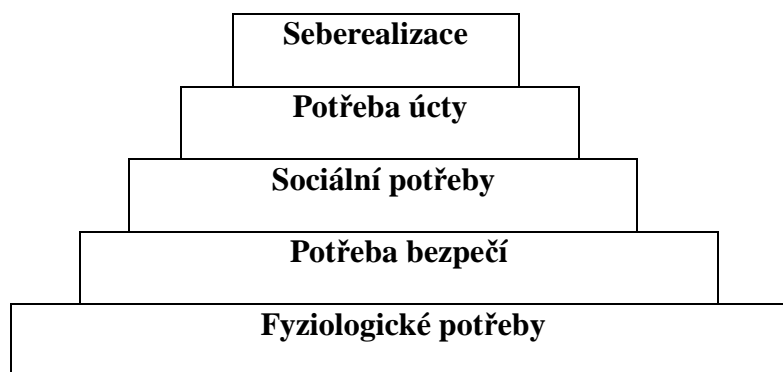 Seberealizace
Potřeba úcty
Sociální potřeby
Potřeba bezpečí
Fyziologické potřeby